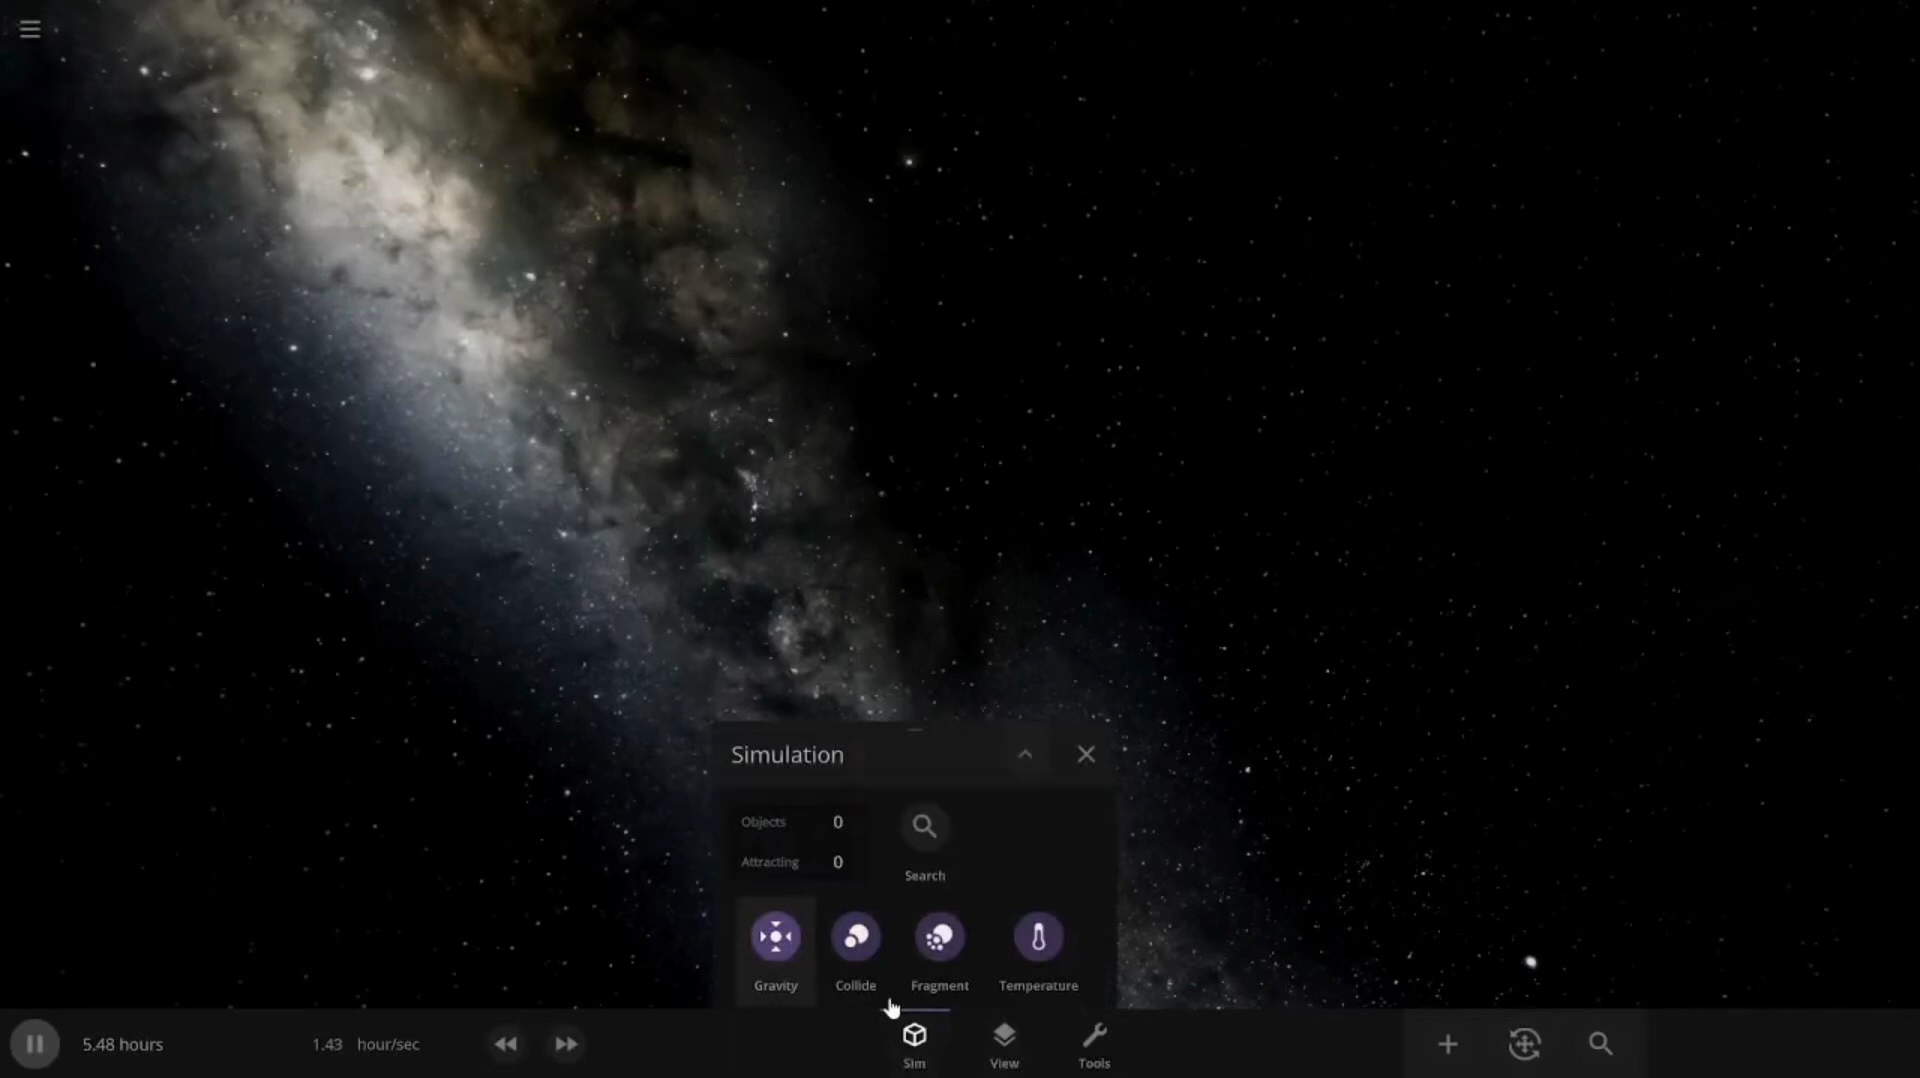 Simulation
Objects 0
Attracting 0
Search
Gravity Collide Fragment Temperature
5.48 hours 1.43 hour/sec
Sim View Tools